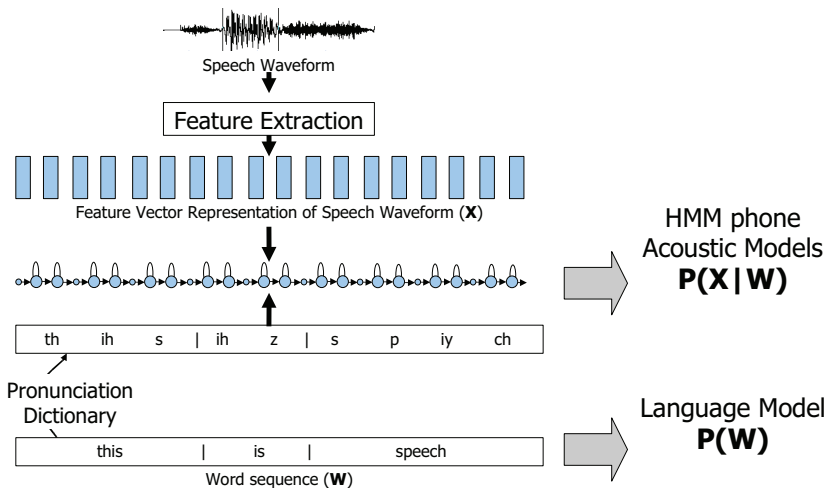 Speech Waveform
Feature Extraction
Feature Vector Representation of Speech Waveform (X)
HMM phone
Acoustic Models
P(X|W)
th ih s | ih z | s p iy ch
Pronunciation
Dictionary
Language Model
P(W)
this | is | speech
Word sequence (W)